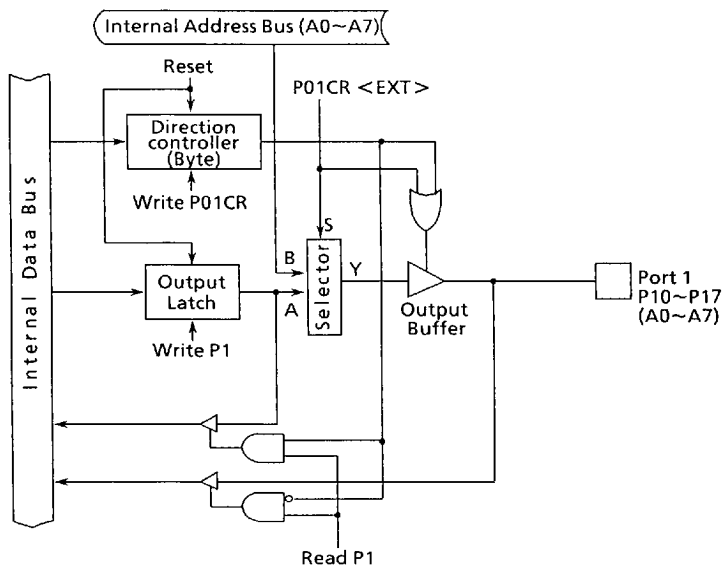 Internal Address Bus (A0~A7)
Reset
P01CR <EXT>
Direction
controller
(Byte)
Write P01CR
Internal Data Bus
S
B
Selector
Y
A
Output
Latch
Write P1
Output
Buffer
Port 1
P10~P17
(A0~A7)
Read P1